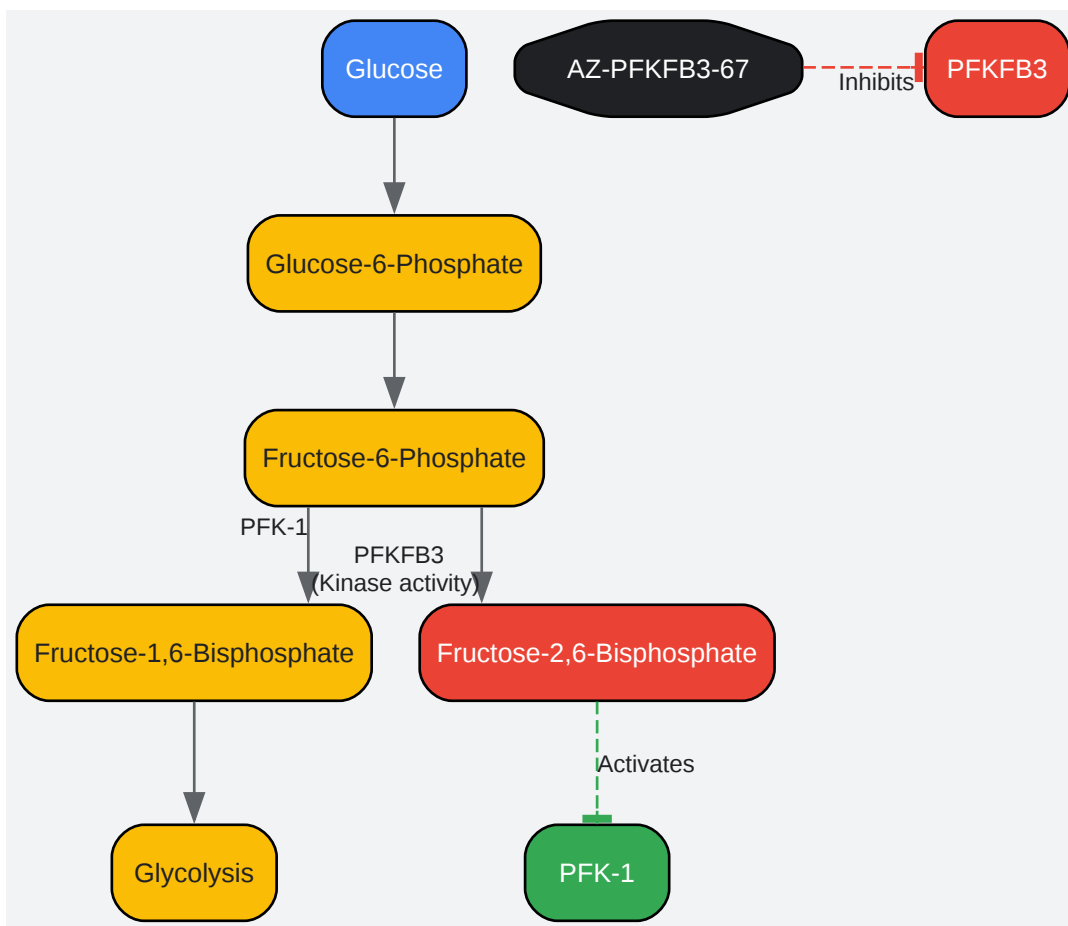 Glucose
AZ-PFKFB3-67
Inhibits
PFKFB3
Glucose-6-Phosphate
Fructose-6-Phosphate
PFK-1
PFKFB3
(Kinase activity)
Fructose-1,6-Bisphosphate
Fructose-2,6-Bisphosphate
Activates
Glycolysis
PFK-1